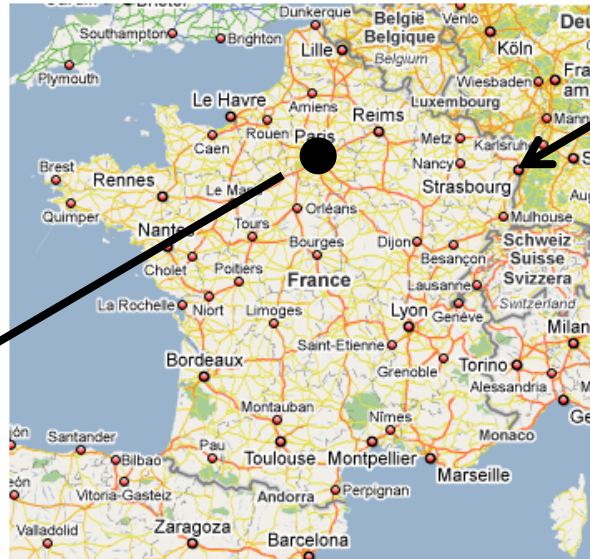 Southampton
Brighton
Plymouth
Dunkerque
België
Belgique
Belgium
Venlo
Lille
Köln
Wiesbaden
Amiens
Luxembourg
Le Havre
Reims
Rouen
Paris
Caen
Metz
Karlsruhe
Nancy
Strasbourg
Brest
Rennes
Quimper
Orléans
Mulhouse
Nantes
Tours
Bourges
Dijon
Besançon
Schweiz
Suisse
Svizzera
Switzerland
Cholet
Poitiers
France
Lausanne
Genève
La Rochelle
Niort
Limoges
Lyon
Saint-Etienne
Grenoble
Torino
Milan
Alessandria
Bordeaux
Montauban
Nîmes
Monaco
Santander
Bilbao
Pau
Toulouse
Montpellier
Marseille
Vitoria-Gasteiz
Andorra
Perpignan
Valladolid
Zaragoza
Barcelona